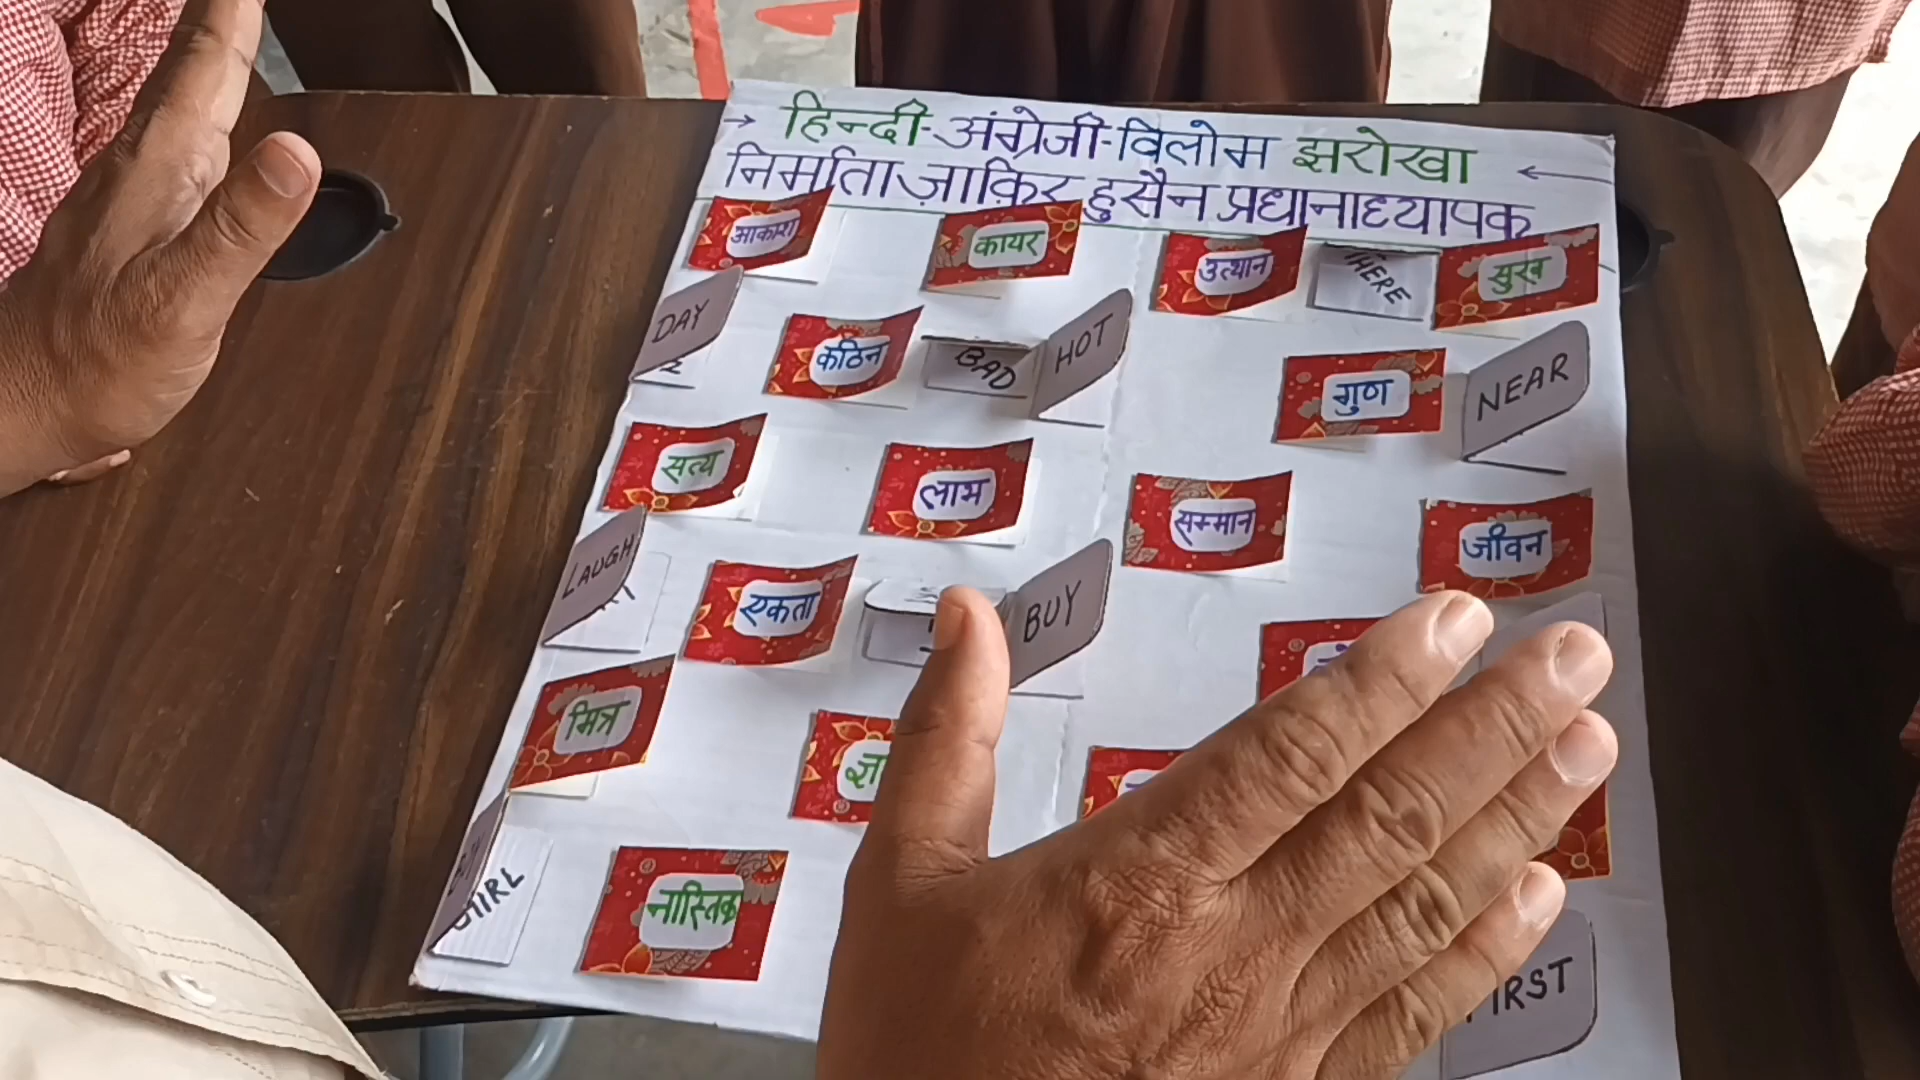 → हिन्दी-अंग्रेजी-विलोम झरोखा ←
निर्माता ज़ाक़िर हुसैन प्रधानाध्यापक
आकाश
कायर
उत्थान
HERE
सुख
DAY
कठिन
BAD
HOT
गुण
NEAR
सत्य
लाभ
सम्मान
जीवन
LAUGH
एकता
BUY
मित्र
GIRL
नास्तिक
FIRST